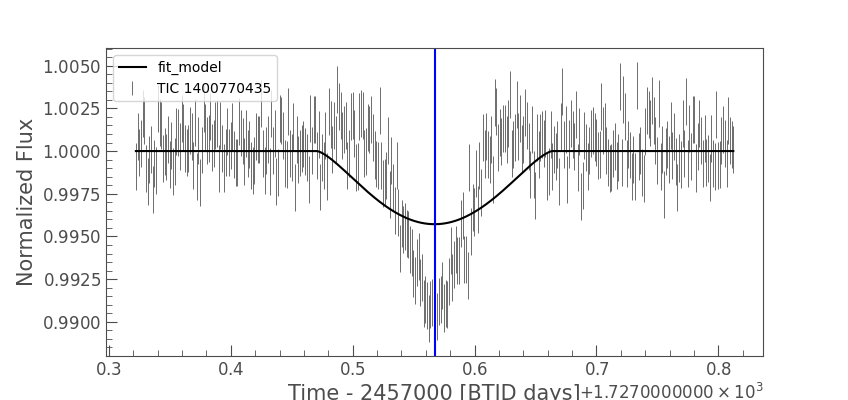 fit_model
TIC 1400770435
1.0050
1.0025
1.0000
0.9975
0.9950
0.9925
0.9900
Normalized Flux
0.3 0.4 0.5 0.6 0.7 0.8
Time - 2457000 [BTJD days] +1.7270000000 × 10³